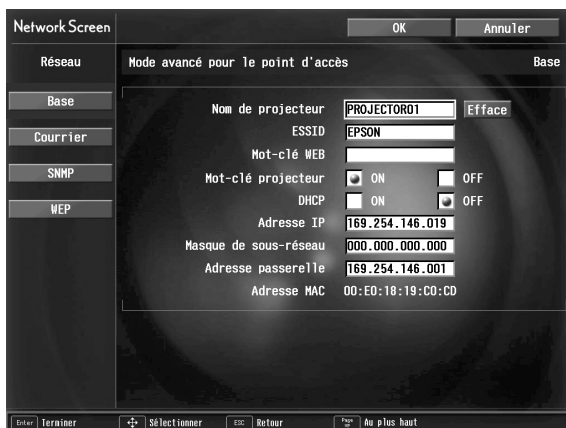 Network Screen
OK
Annuler
Réseau
Mode avancé pour le point d'accès
Base
Base
Courrier
SNMP
WEP
Nom de projecteur PROJECTOR01 Efface
ESSID EPSON
Mot-clé WEB
Mot-clé projecteur ON OFF
DHCP ON OFF
Adresse IP 169.254.146.019
Masque de sous-réseau 000.000.000.000
Adresse passerelle 169.254.146.001
Adresse MAC 00:E0:18:19:C0:CD
Enter Terminer Sélectionner ESC Retour Page UP Au plus haut